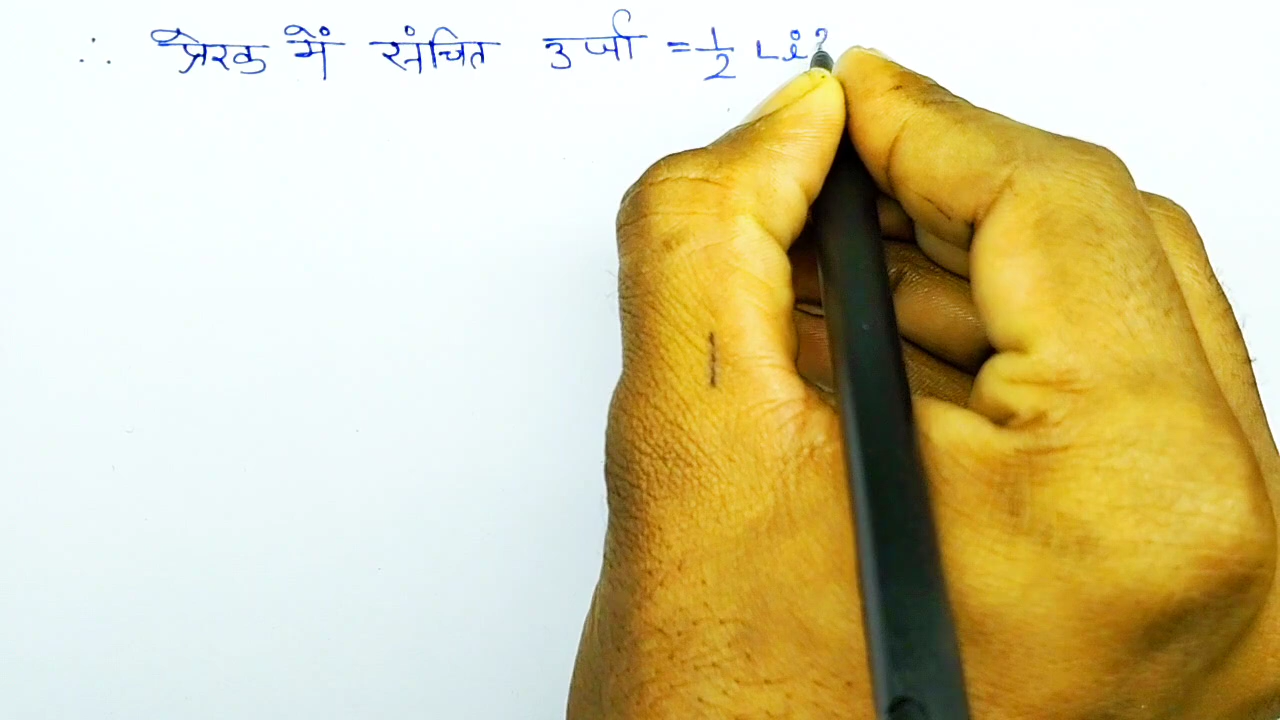 ∴ प्रेरक में संचित उर्जा = 1/2 Li²